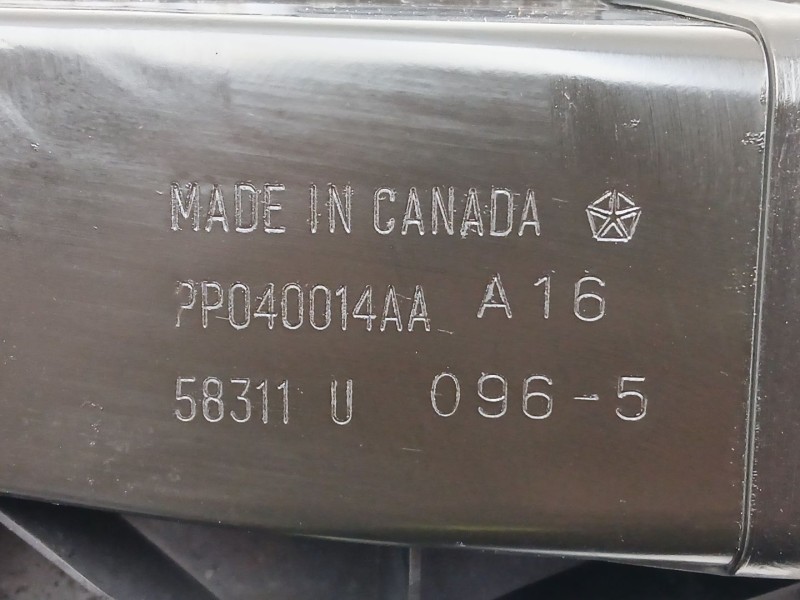 MADE IN CANADA
PP040014AA A16
58311 U 096-5